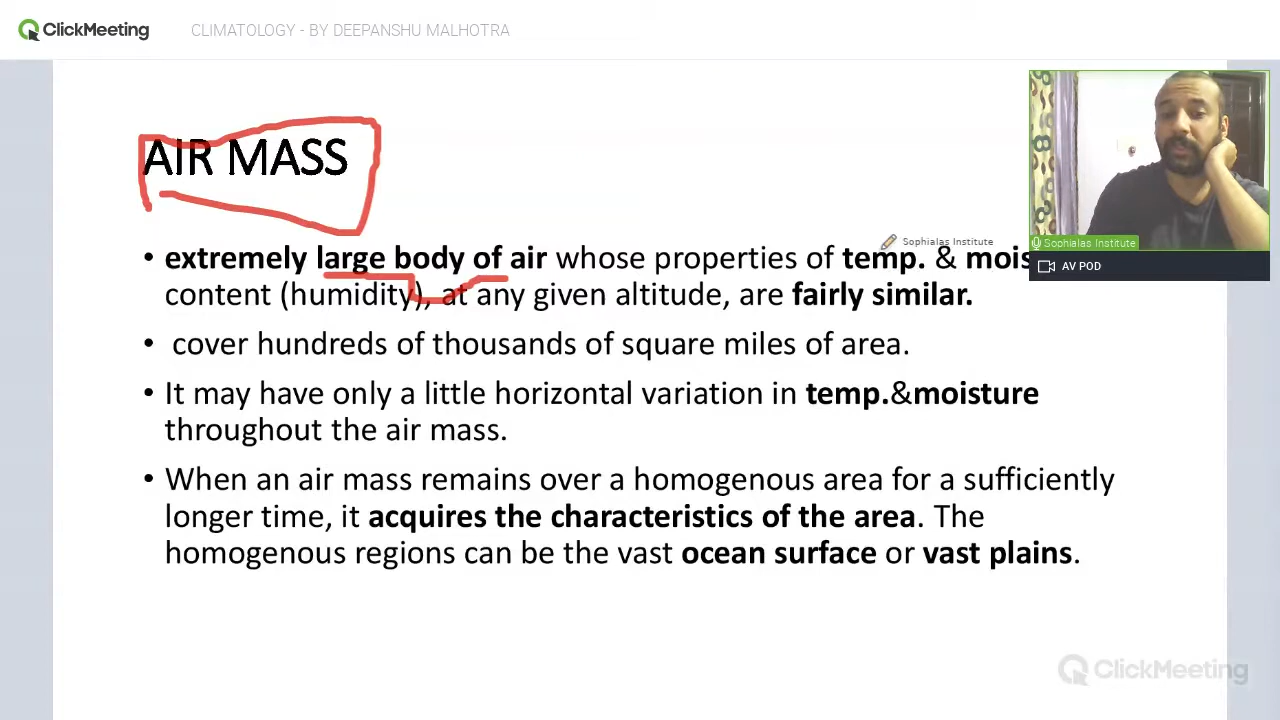 ClickMeeting CLIMATOLOGY - BY DEEPANSHU MALHOTRA
AIR MASS
• extremely large body of air whose properties of temp. &
content (humidity), at any given altitude, are fairly similar.
• cover hundreds of thousands of square miles of area.
• It may have only a little horizontal variation in temp.&moisture
throughout the air mass.
• When an air mass remains over a homogenous area for a sufficiently
longer time, it acquires the characteristics of the area. The
homogenous regions can be the vast ocean surface or vast plains.
Sophialas Institute
Sophialas Institute
AV POD
ClickMeeting